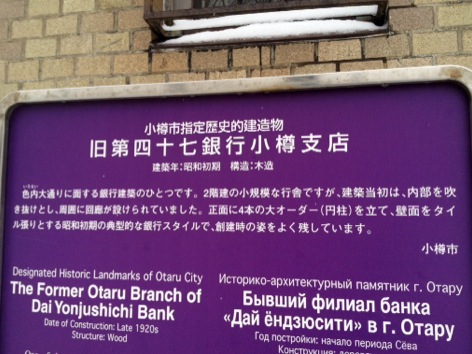 小樽市指定歴史的建造物
旧第四十七銀行小樽支店
建築年:昭和初期　構造:木造
いろない
色内大通りに面する銀行建築のひとつです。2階建の小規模な行舎ですが、建築当初は、内部を吹
き抜けとし、周囲に回廊が設けられていました。正面に4本の大オーダー(円柱)を立て、壁面をタイ
ル張りとする昭和初期の典型的な銀行スタイルで、創建時の姿をよく残しています。
小樽市
Designated Historic Landmarks of Otaru City
The Former Otaru Branch of
Dai Yonjushichi Bank
Date of Construction: Late 1920s
Structure: Wood
Историко-архитектурный памятник г. Отару
Бывший филиал банка
«Дай ёндзюсити» в г. Отару
Год постройки: начало периода Сёва
Конструкция: